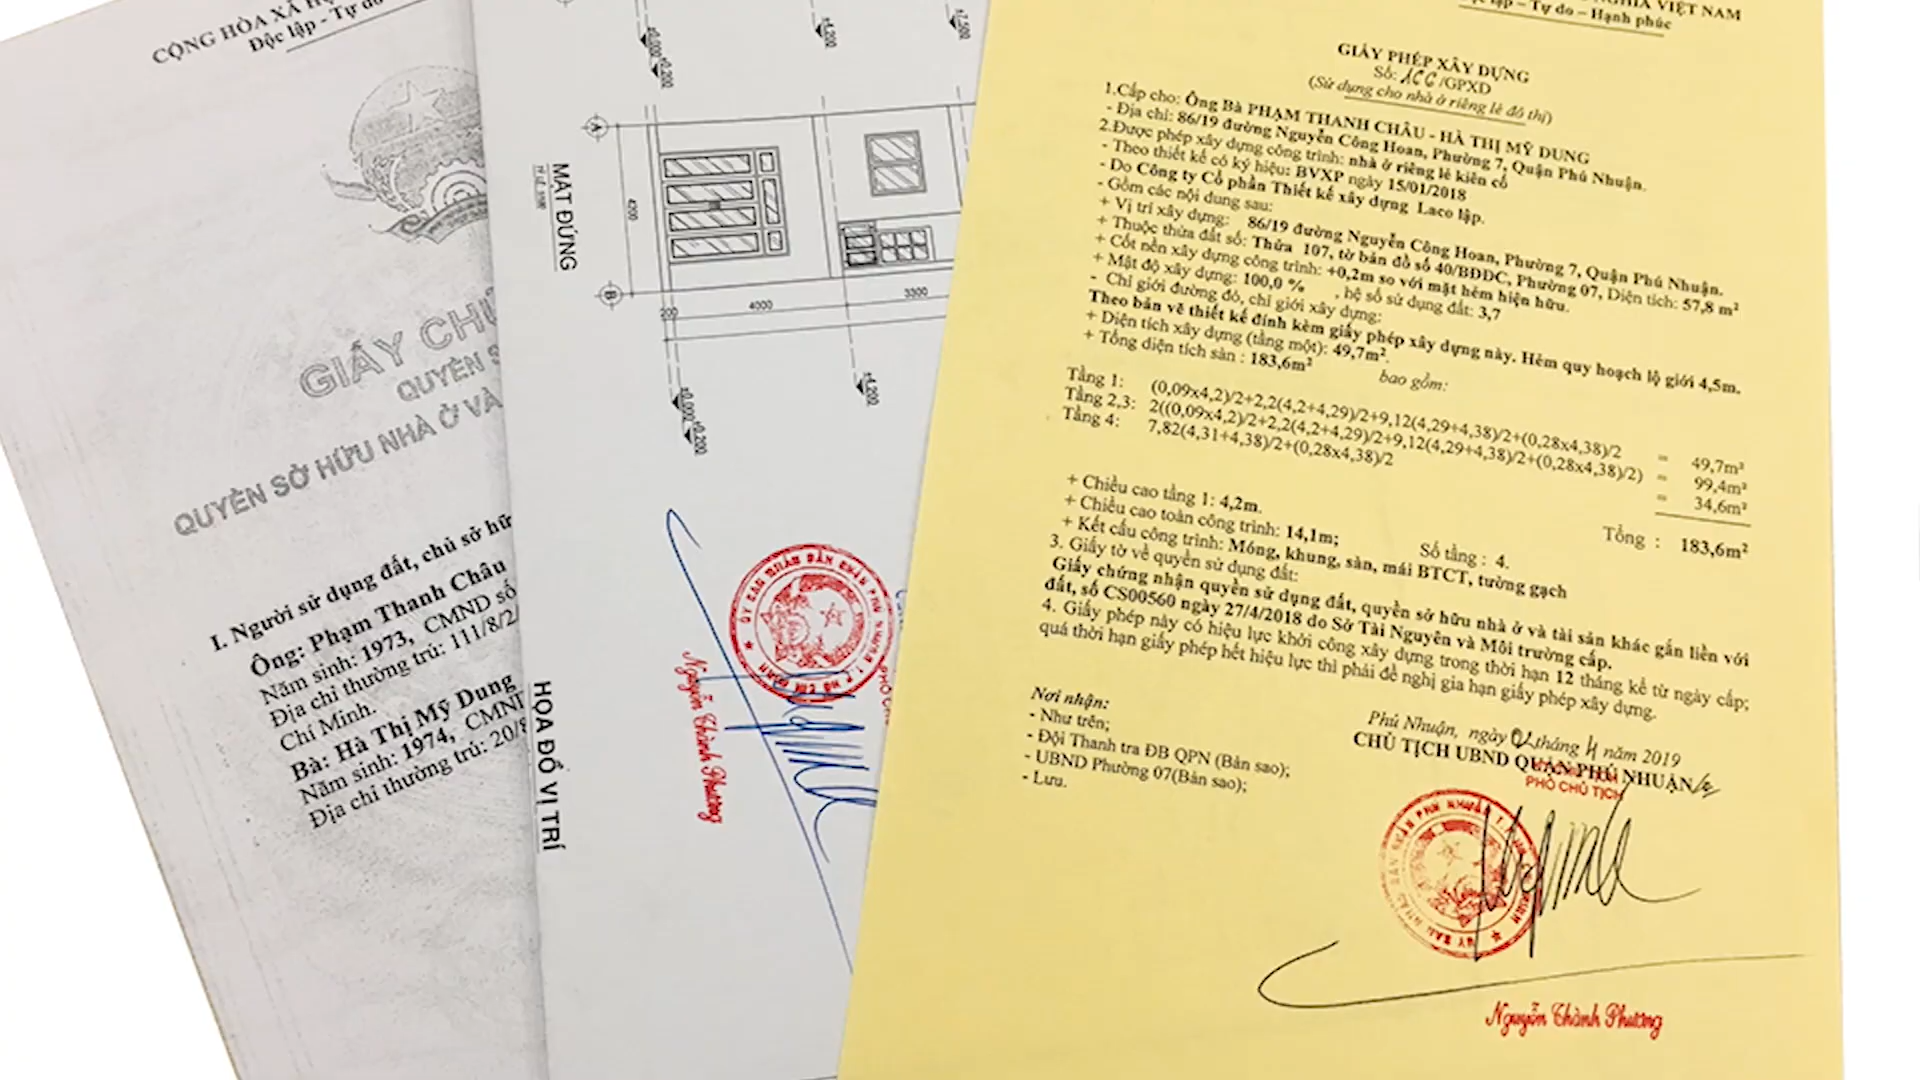 CỘNG HÒA XÃ
Độc lập - Tự do
GIẤY CHỨ
QUYỀN S
QUYỀN SỞ HỮU NHÀ Ở VÀ
I. Người sử dụng đất, chủ sở hữ
Ông: Phạm Thanh Châu
Năm sinh: 1973, CMND số
Địa chỉ thường trú: 111/8/2
Chí Minh.
Bà: Hà Thị Mỹ Dung
Năm sinh: 1974, CMND
Địa chỉ thường trú: 20/8
±0,000
+0,200
+4,200
+7,500
A
B
4200
200
4000
3300
±0,000
+0,200
+4,200
MẶT ĐỨNG
HỌA ĐỒ VỊ TRÍ
Nguyễn Thành Phương
NGHĨA VIỆT NAM
Độc lập – Tự do – Hạnh phúc
GIẤY PHÉP XÂY DỰNG
Số: /GPXD
(Sử dụng cho nhà ở riêng lẻ đô thị)
1.Cấp cho: Ông Bà PHẠM THANH CHÂU - HÀ THỊ MỸ DUNG
- Địa chỉ: 86/19 đường Nguyễn Công Hoan, Phường 7, Quận Phú Nhuận.
2.Được phép xây dựng công trình: nhà ở riêng lẻ kiên cố
- Theo thiết kế có ký hiệu: BVXP ngày 15/01/2018
- Do Công ty Cổ phần Thiết kế xây dựng Laco lập.
- Gồm các nội dung sau:
+ Vị trí xây dựng: 86/19 đường Nguyễn Công Hoan, Phường 7, Quận Phú Nhuận.
+ Thuộc thửa đất số: Thửa 107, tờ bản đồ số 40/BĐĐC, Phường 07, Diện tích: 57,8 m²
+ Cốt nền xây dựng công trình: +0,2m so với mặt hẻm hiện hữu.
+ Mật độ xây dựng: 100,0 % , hệ số sử dụng đất: 3,7
- Chỉ giới đường đỏ, chỉ giới xây dựng:
Theo bản vẽ thiết kế đính kèm giấy phép xây dựng này. Hẻm quy hoạch lộ giới 4,5m.
+ Diện tích xây dựng (tầng một): 49,7m².
+ Tổng diện tích sàn : 183,6m² bao gồm:
Tầng 1: (0,09x4,2)/2+2,2(4,2+4,29)/2+9,12(4,29+4,38)/2+(0,28x4,38)/2 = 49,7m²
Tầng 2,3: 2((0,09x4,2)/2+2,2(4,2+4,29)/2+9,12(4,29+4,38)/2+(0,28x4,38)/2) = 99,4m²
Tầng 4: 7,82(4,31+4,38)/2+(0,28x4,38)/2 = 34,6m²
Tổng : 183,6m²
+ Chiều cao tầng 1: 4,2m.
+ Chiều cao toàn công trình: 14,1m; Số tầng : 4.
+ Kết cấu công trình: Móng, khung, sàn, mái BTCT, tường gạch
3. Giấy tờ về quyền sử dụng đất:
Giấy chứng nhận quyền sử dụng đất, quyền sở hữu nhà ở và tài sản khác gắn liền với
đất, số CS00560 ngày 27/4/2018 do Sở Tài Nguyên và Môi trường cấp.
4. Giấy phép này có hiệu lực khởi công xây dựng trong thời hạn 12 tháng kể từ ngày cấp;
quá thời hạn giấy phép hết hiệu lực thì phải đề nghị gia hạn giấy phép xây dựng.
Nơi nhận:
- Như trên;
- Đội Thanh tra ĐB QPN (Bản sao);
- UBND Phường 07(Bản sao);
- Lưu.
Phú Nhuận, ngày 02 tháng 4 năm 2019
CHỦ TỊCH UBND QUẬN PHÚ NHUẬN
PHÓ CHỦ TỊCH
Nguyễn Thành Phương